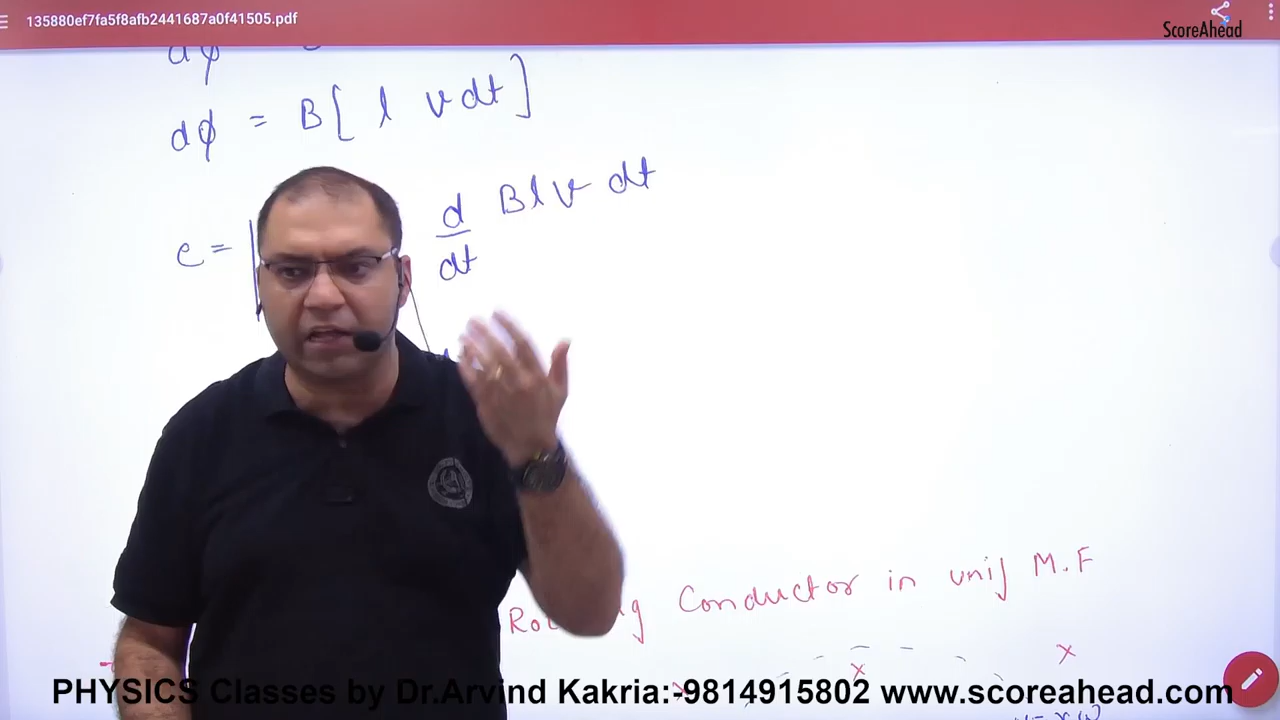 135880ef7fa5f8afb2441687a0f41505.pdf
ScoreAhead
dϕ
dϕ = B[ l v dt ]
e = d/dt B l v dt
Conductor in unif M.F
x
x
PHYSICS Classes by Dr.Arvind Kakria:-9814915802 www.scoreahead.com